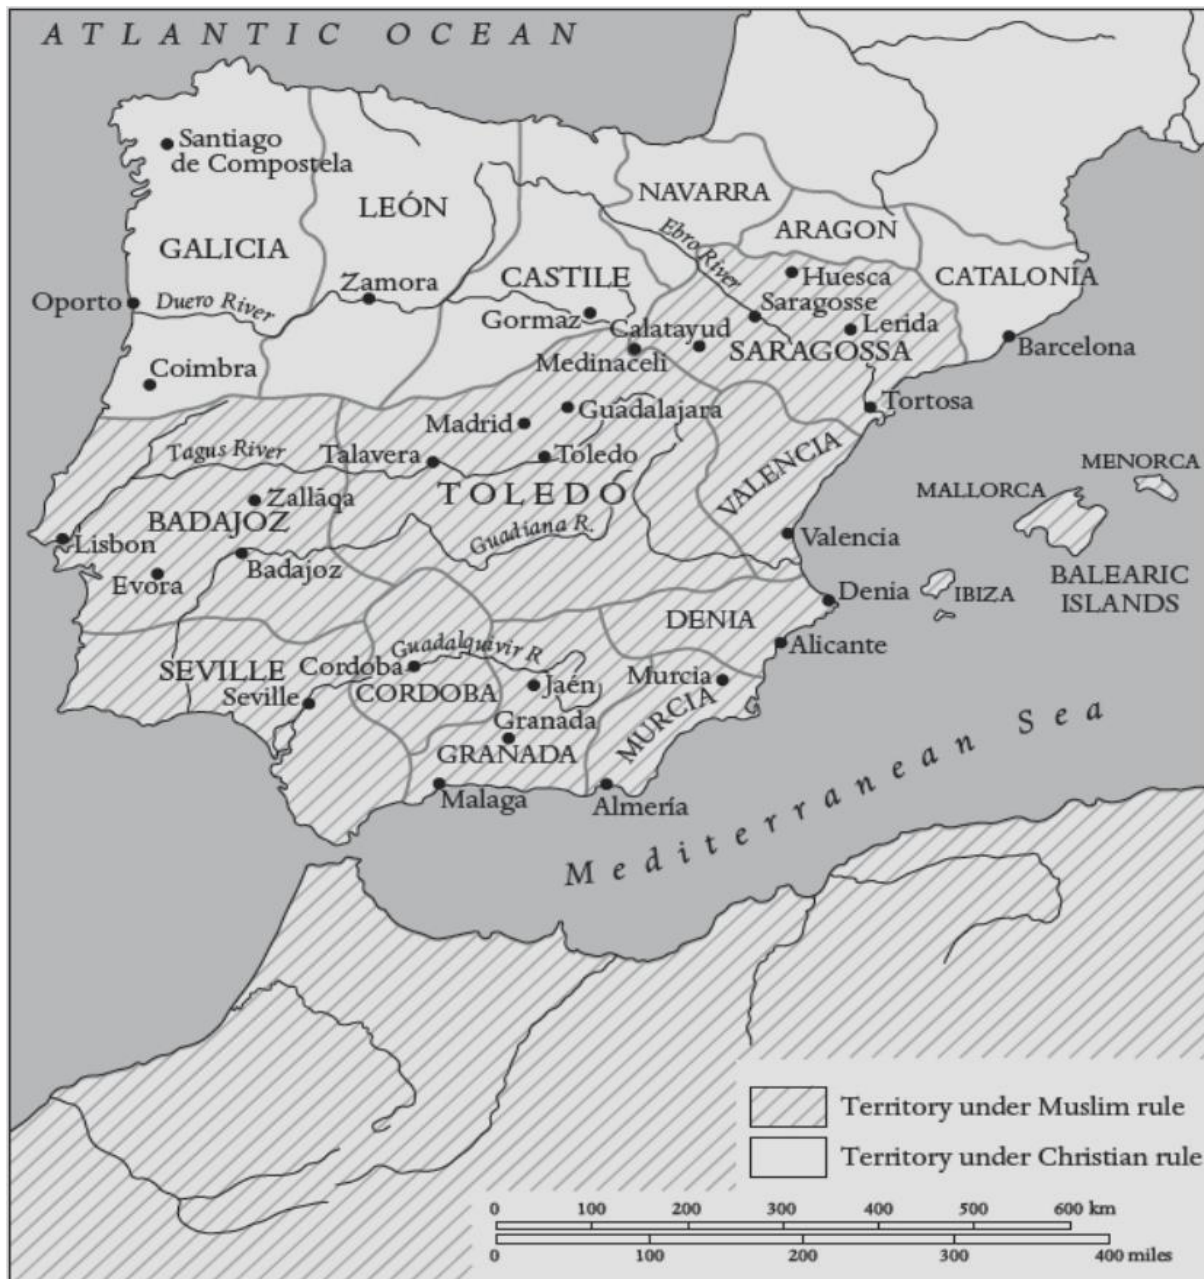 ATLANTIC OCEAN
Santiago
de Compostela
NAVARRA
LEÓN
ARAGON
GALICIA
Ebro River
CASTILE
Huesca
CATALONÍA
Zamora
Oporto
Duero River
Saragosse
Gormaz
Calatayud
Lerida
SARAGOSSA
Barcelona
Medinaceli
Coimbra
Tortosa
Guadalajara
Madrid
Tagus River
Talavera
Tóledo
MENORCA
VALENCIA
MALLORCA
TOLEDO
Zallāqa
BADAJOZ
Guadiana R.
Lisbon
Valencia
Badajoz
BALEARIC
ISLANDS
Evora
Denia
IBIZA
DENIA
Alicante
Guadalquivir R
SEVILLE
Cordoba
Jaén
Murcia
Seville
CORDOBA
MURCIA
Granada
GRANADA
Malaga
Almería
Mediterranean Sea
Territory under Muslim rule
Territory under Christian rule
0 100 200 300 400 500 600 km
0 100 200 300 400 miles